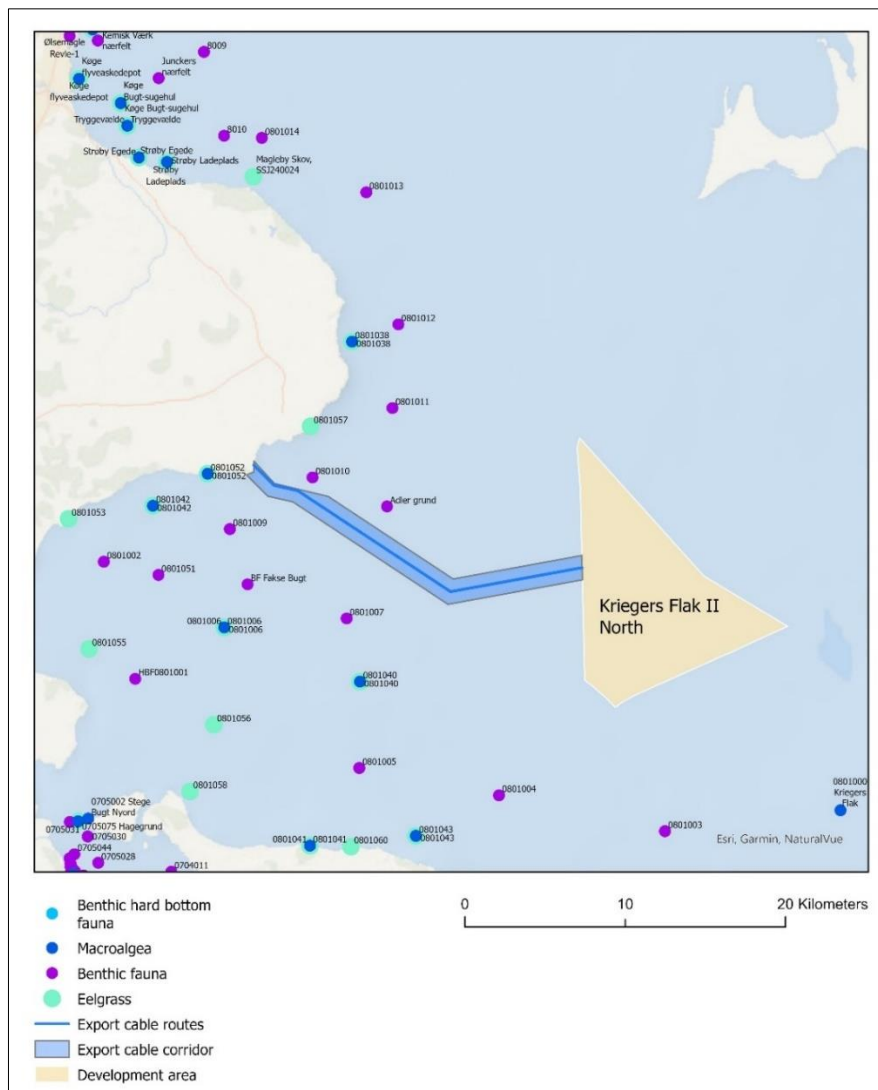 Ølsemagle
Revle-1
Kemisk Værk
nærfelt
8009
Køge
flyveaskedepot
Køge
flyveaskedepot
Junckers
nærfelt
Køge
Bugt-sugehul
Køge Bugt-sugehul
Tryggevælde
Tryggevælde
8010
0801014
Strøby Egede
Strøby Egede
Strøby Ladeplads
Strøby
Ladeplads
Magleby Skov,
SSJ240024
0801013
0801012
0801038
0801038
0801011
0801057
0801052
0801052
0801010
0801042
0801042
Adler grund
0801053
0801009
0801002
0801051
BF Fakse Bugt
Kriegers Flak II
North
0801007
0801006
0801006
0801006
0801055
HBF0801001
0801040
0801040
0801056
0801005
0801058
0801004
0801000
Kriegers
Flak
0705002 Stege
Bugt Nyord
0705031
0705075 Hagegrund
0705030
0801003
0801043
0801043
0801041
0801041
0801060
Esri, Garmin, NaturalVue
0705044
0705028
0704011
Benthic hard bottom
fauna
Macroalgea
Benthic fauna
Eelgrass
Export cable routes
Export cable corridor
Development area
0 10 20 Kilometers